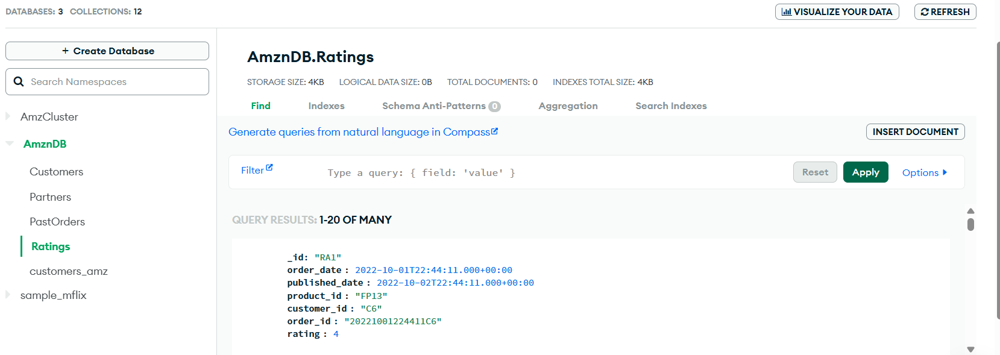 DATABASES: 3 COLLECTIONS: 12
VISUALIZE YOUR DATA
REFRESH
+ Create Database
Search Namespaces
AmzCluster
AmznDB
Customers
Partners
PastOrders
Ratings
customers_amz
sample_mflix
AmznDB.Ratings
STORAGE SIZE: 4KB LOGICAL DATA SIZE: 0B TOTAL DOCUMENTS: 0 INDEXES TOTAL SIZE: 4KB
Find Indexes Schema Anti-Patterns 0 Aggregation Search Indexes
Generate queries from natural language in Compass
INSERT DOCUMENT
Filter Type a query: { field: 'value' } Reset Apply Options
QUERY RESULTS: 1-20 OF MANY
_id: "RA1"
order_date : 2022-10-01T22:44:11.000+00:00
published_date : 2022-10-02T22:44:11.000+00:00
product_id : "FP13"
customer_id : "C6"
order_id : "20221001224411C6"
rating : 4